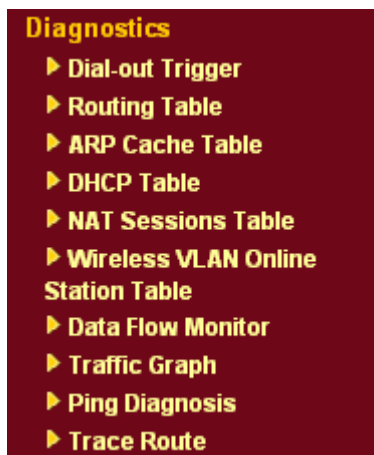 Diagnostics
Dial-out Trigger
Routing Table
ARP Cache Table
DHCP Table
NAT Sessions Table
Wireless VLAN Online
Station Table
Data Flow Monitor
Traffic Graph
Ping Diagnosis
Trace Route